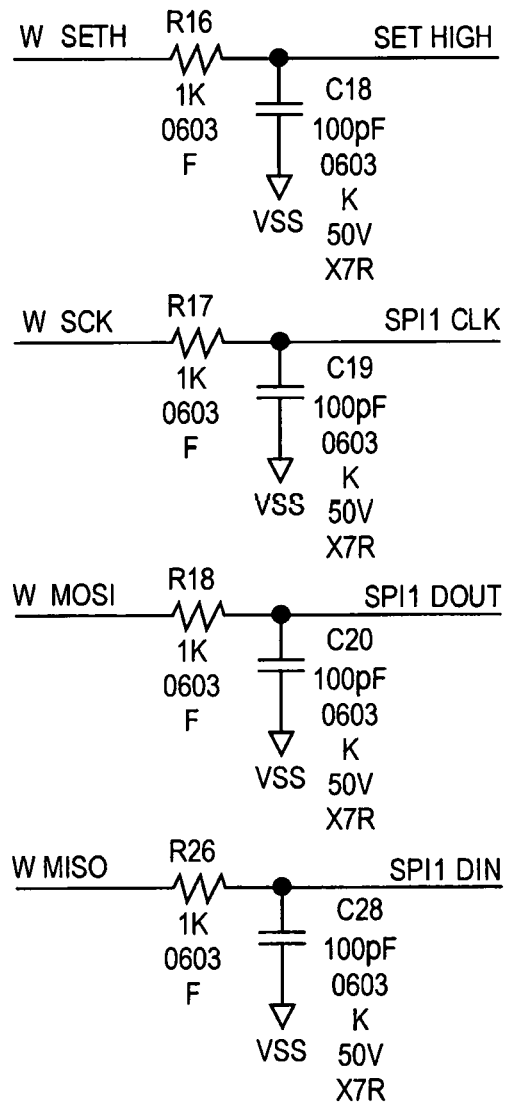 W SETH R16 SET HIGH
1K
0603
F
C18
100pF
0603
K
50V
X7R
VSS
W SCK R17 SPI1 CLK
1K
0603
F
C19
100pF
0603
K
50V
X7R
VSS
W MOSI R18 SPI1 DOUT
1K
0603
F
C20
100pF
0603
K
50V
X7R
VSS
W MISO R26 SPI1 DIN
1K
0603
F
C28
100pF
0603
K
50V
X7R
VSS